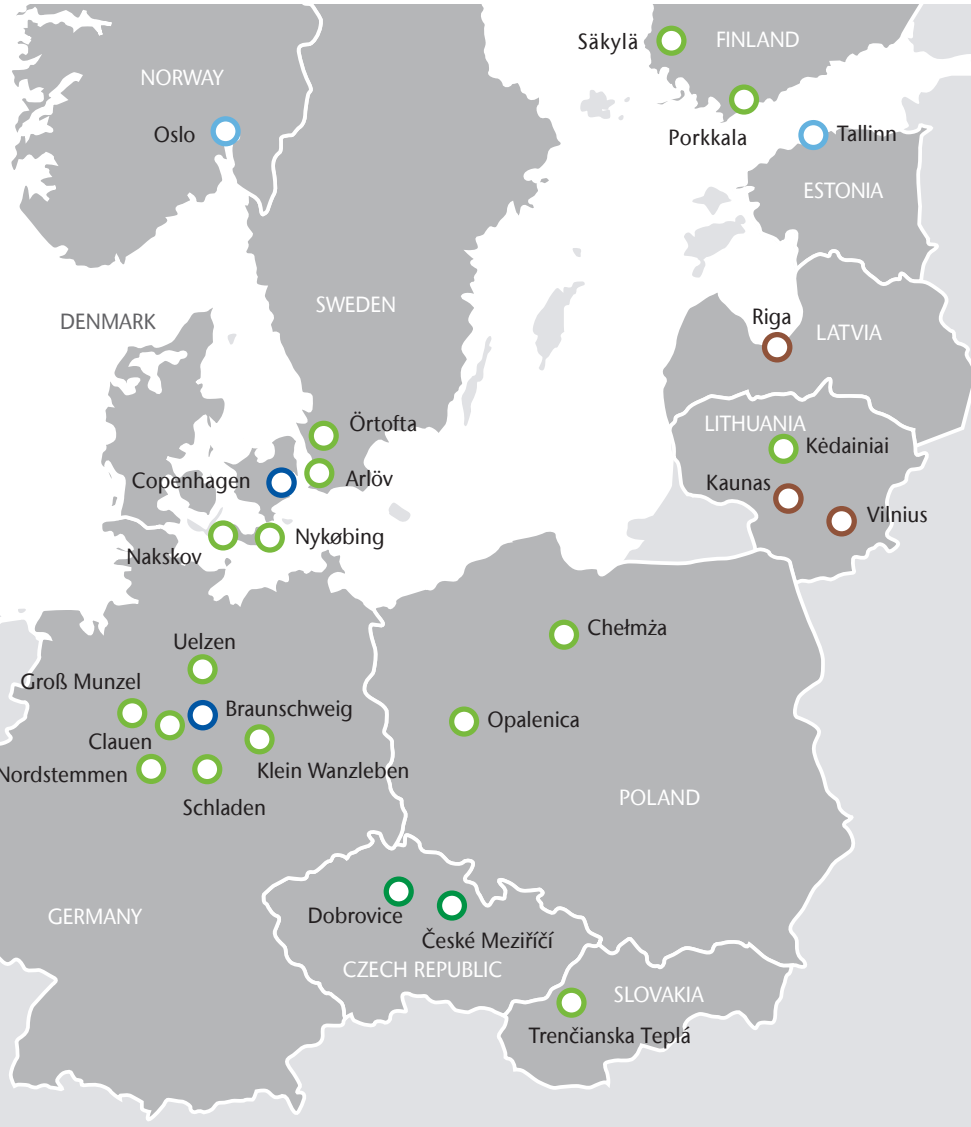 Säkylä
FINLAND
NORWAY
Oslo
Porkkala
Tallinn
ESTONIA
SWEDEN
DENMARK
Riga
LATVIA
LITHUANIA
Örtofta
Kėdainiai
Copenhagen
Arlöv
Kaunas
Vilnius
Nakskov
Nykøbing
Chełmża
Uelzen
Groß Munzel
Braunschweig
Opalenica
Clauen
Nordstemmen
Klein Wanzleben
Schladen
POLAND
GERMANY
Dobrovice
České Meziříčí
CZECH REPUBLIC
SLOVAKIA
Trenčianska Teplá